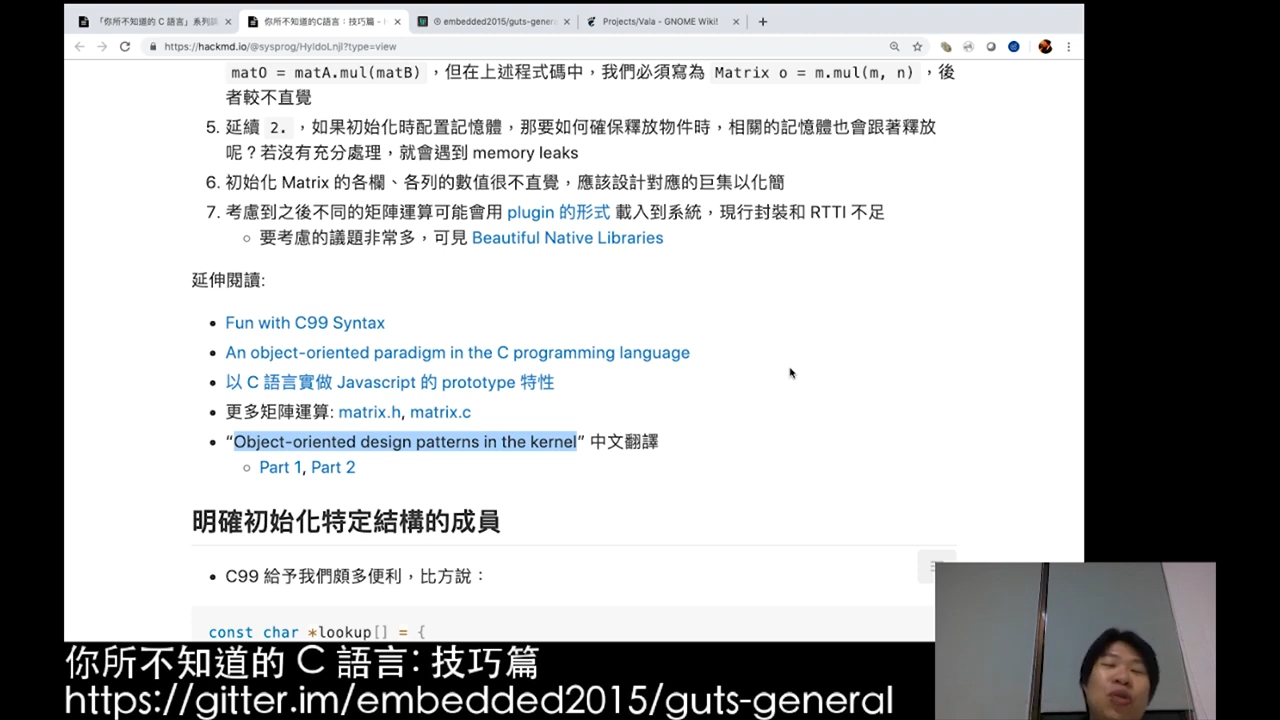 「你所不知道的 C 語言」系列講
你所不知道的C語言：技巧篇 - H
embedded2015/guts-gener
Projects/Vala - GNOME Wiki!
https://hackmd.io/@sysprog/HyIdoLnjl?type=view
matO = matA.mul(matB) ，但在上述程式碼中，我們必須寫為 Matrix o = m.mul(m, n) ，後
者較不直覺
5. 延續 2. ，如果初始化時配置記憶體，那要如何確保釋放物件時，相關的記憶體也會跟著釋放
呢？若沒有充分處理，就會遇到 memory leaks
6. 初始化 Matrix 的各欄、各列的數值很不直覺，應該設計對應的巨集以化簡
7. 考慮到之後不同的矩陣運算可能會用 plugin 的形式 載入到系統，現行封裝和 RTTI 不足
要考慮的議題非常多，可見 Beautiful Native Libraries
延伸閱讀:
Fun with C99 Syntax
An object-oriented paradigm in the C programming language
以 C 語言實做 Javascript 的 prototype 特性
更多矩陣運算: matrix.h, matrix.c
“Object-oriented design patterns in the kernel” 中文翻譯
Part 1, Part 2
明確初始化特定結構的成員
C99 給予我們頗多便利，比方說：
const char *lookup[] = {
你所不知道的 C 語言: 技巧篇
https://gitter.im/embedded2015/guts-general